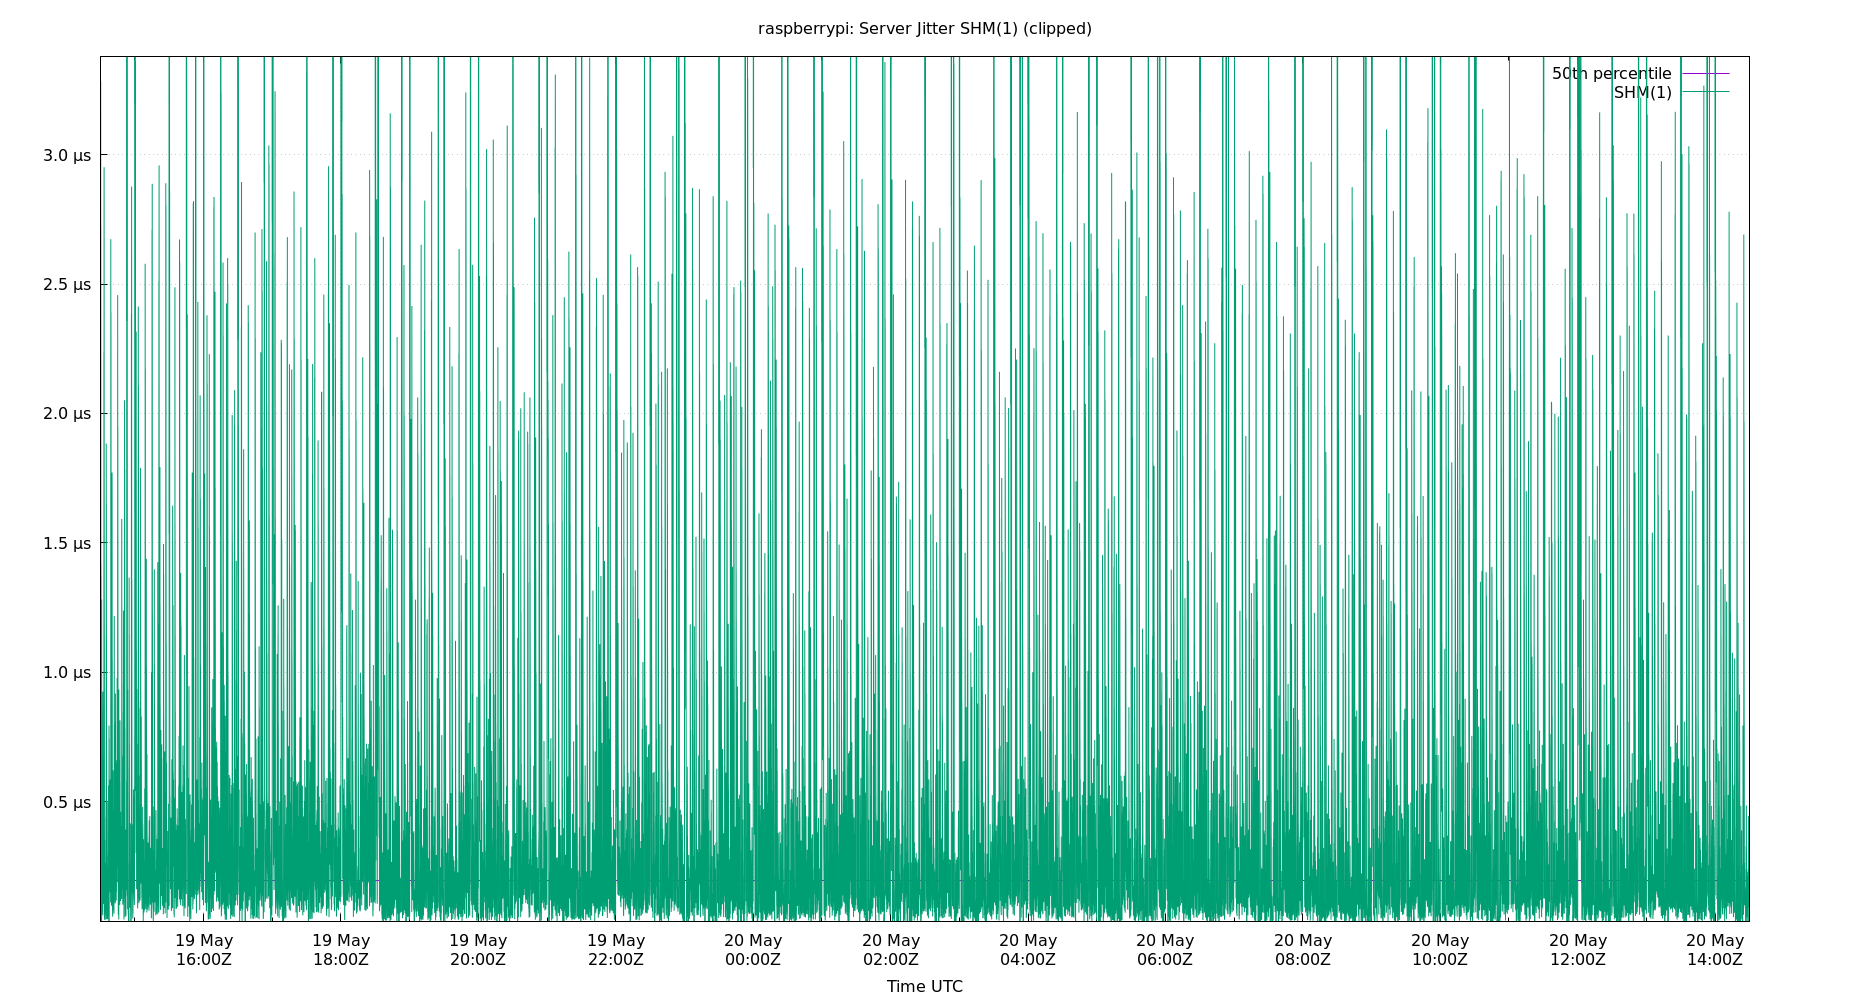 raspberrypi: Server Jitter SHM(1) (clipped)
50th percentile
SHM(1)
3.0 µs
2.5 µs
2.0 µs
1.5 µs
1.0 µs
0.5 µs
19 May 19 May 19 May 19 May 20 May 20 May 20 May 20 May 20 May 20 May 20 May 20 May
16:00Z 18:00Z 20:00Z 22:00Z 00:00Z 02:00Z 04:00Z 06:00Z 08:00Z 10:00Z 12:00Z 14:00Z
Time UTC